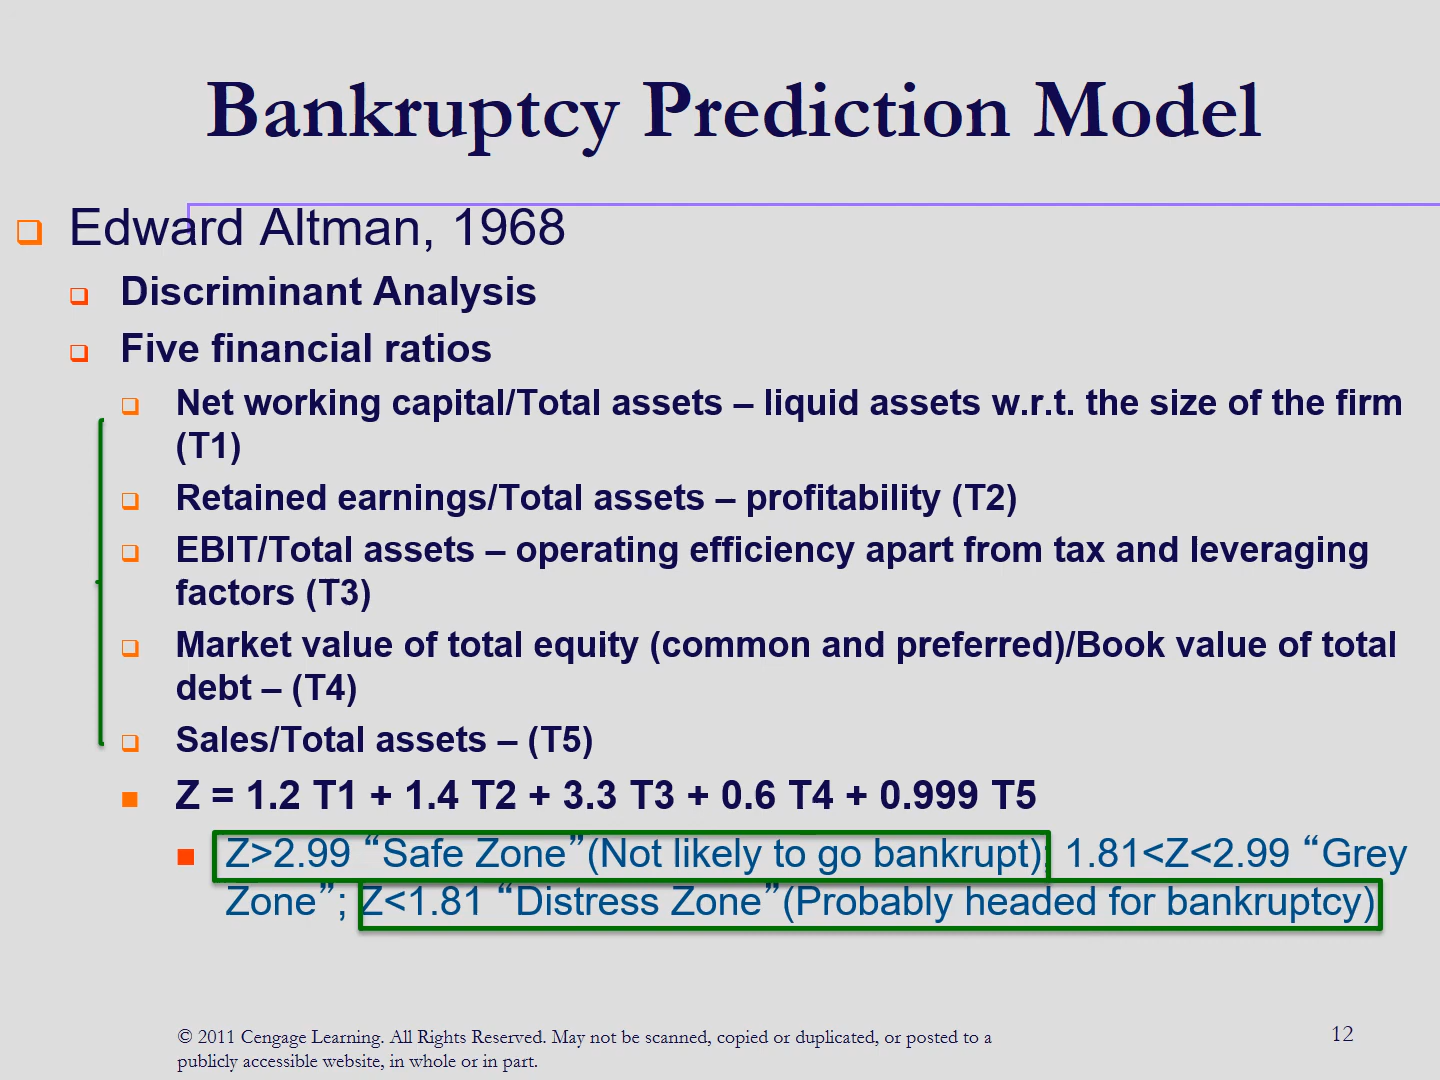 Bankruptcy Prediction Model
Edward Altman, 1968
Discriminant Analysis
Five financial ratios
Net working capital/Total assets – liquid assets w.r.t. the size of the firm
(T1)
Retained earnings/Total assets – profitability (T2)
EBIT/Total assets – operating efficiency apart from tax and leveraging
factors (T3)
Market value of total equity (common and preferred)/Book value of total
debt – (T4)
Sales/Total assets – (T5)
Z = 1.2 T1 + 1.4 T2 + 3.3 T3 + 0.6 T4 + 0.999 T5
Z>2.99 “Safe Zone”(Not likely to go bankrupt); 1.81<Z<2.99 “Grey
Zone”; Z<1.81 “Distress Zone”(Probably headed for bankruptcy)
© 2011 Cengage Learning. All Rights Reserved. May not be scanned, copied or duplicated, or posted to a
publicly accessible website, in whole or in part.
12